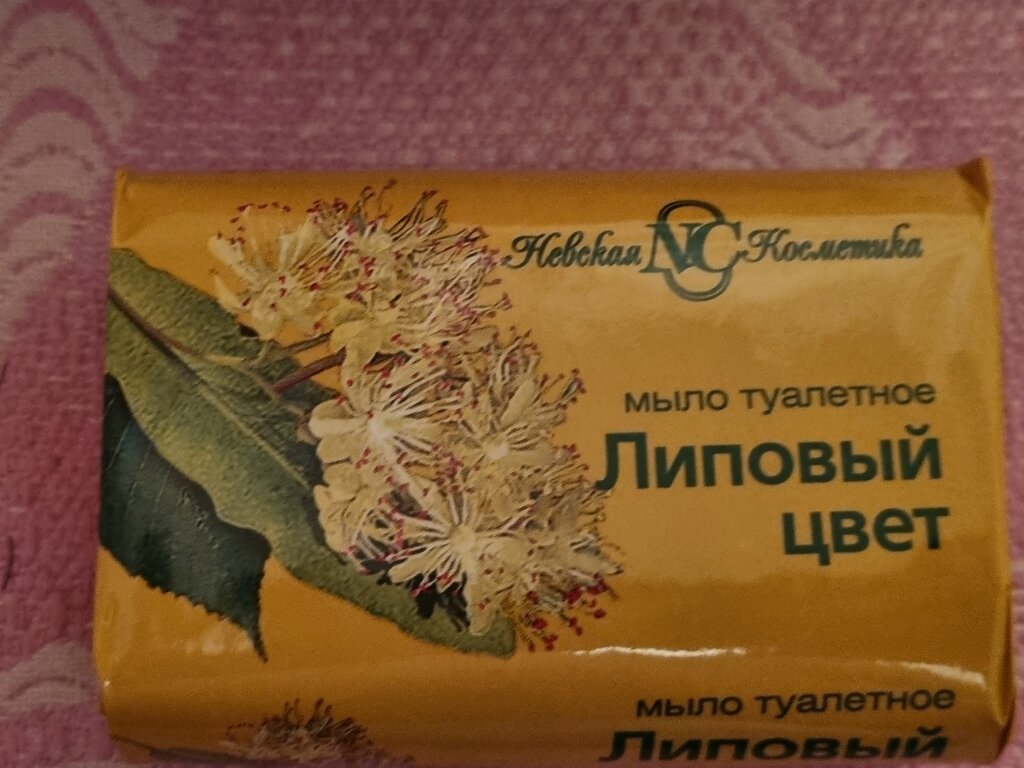 Невская NC Косметика
мыло туалетное
Липовый
цвет
мыло туалетное
Липовый